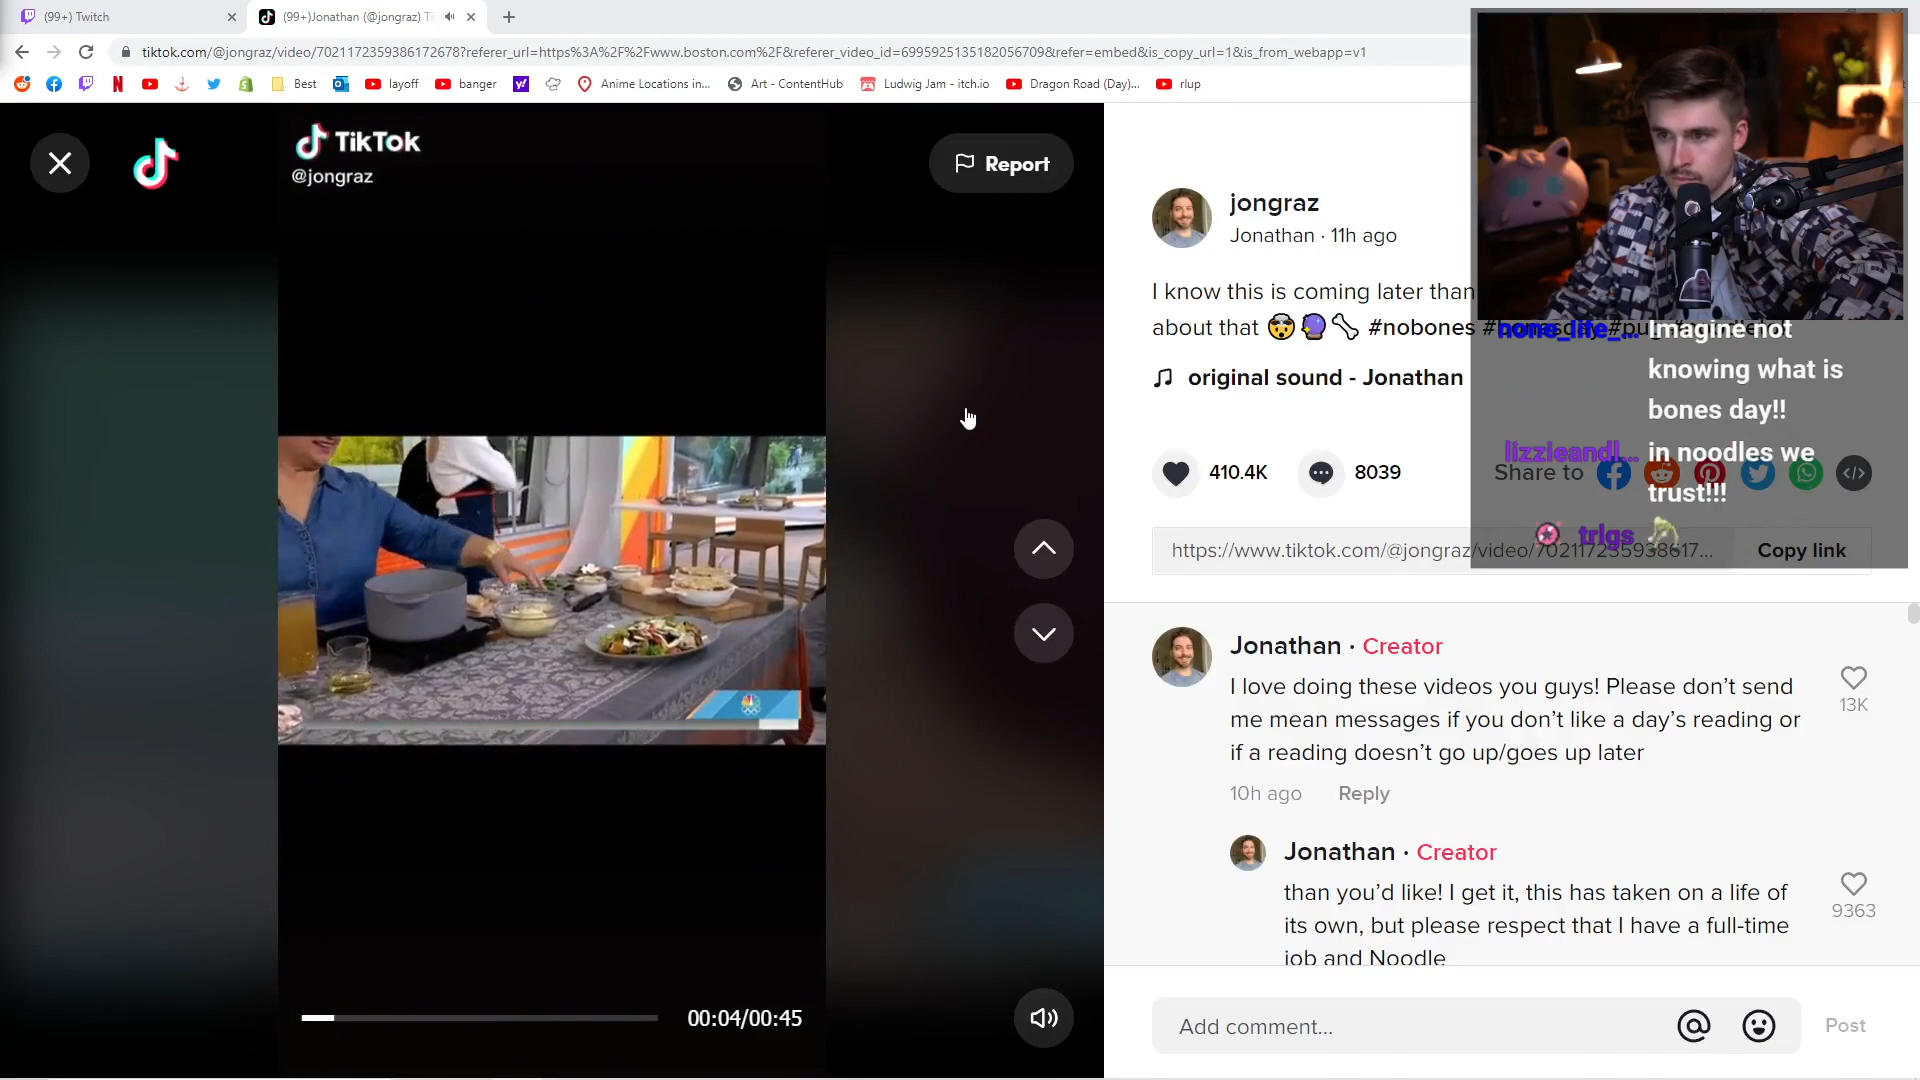 (99+) Twitch
(99+)Jonathan (@jongraz) Ti
tiktok.com/@jongraz/video/7021172359386172678?referer_url=https%3A%2F%2Fwww.boston.com%2F&referer_video_id=6995925135182056709&refer=embed&is_copy_url=1&is_from_webapp=v1
Best
layoff
banger
Anime Locations in...
Art - ContentHub
Ludwig Jam - itch.io
Dragon Road (Day)...
rlup
TikTok
@jongraz
Report
00:04/00:45
jongraz
Jonathan · 11h ago
I know this is coming later than
about that 🤯🔮🦴 #nobones
original sound - Jonathan
410.4K
8039
Share to
https://www.tiktok.com/@jongraz/video/702117235938617...
Copy link
none_life_...
Imagine not
knowing what is
bones day!!
lizzieandl...
in noodles we
trust!!!
trlgs
Jonathan · Creator
I love doing these videos you guys! Please don't send
me mean messages if you don't like a day's reading or
if a reading doesn't go up/goes up later
13K
10h ago
Reply
Jonathan · Creator
than you'd like! I get it, this has taken on a life of
its own, but please respect that I have a full-time
job and Noodle
9363
Add comment...
Post